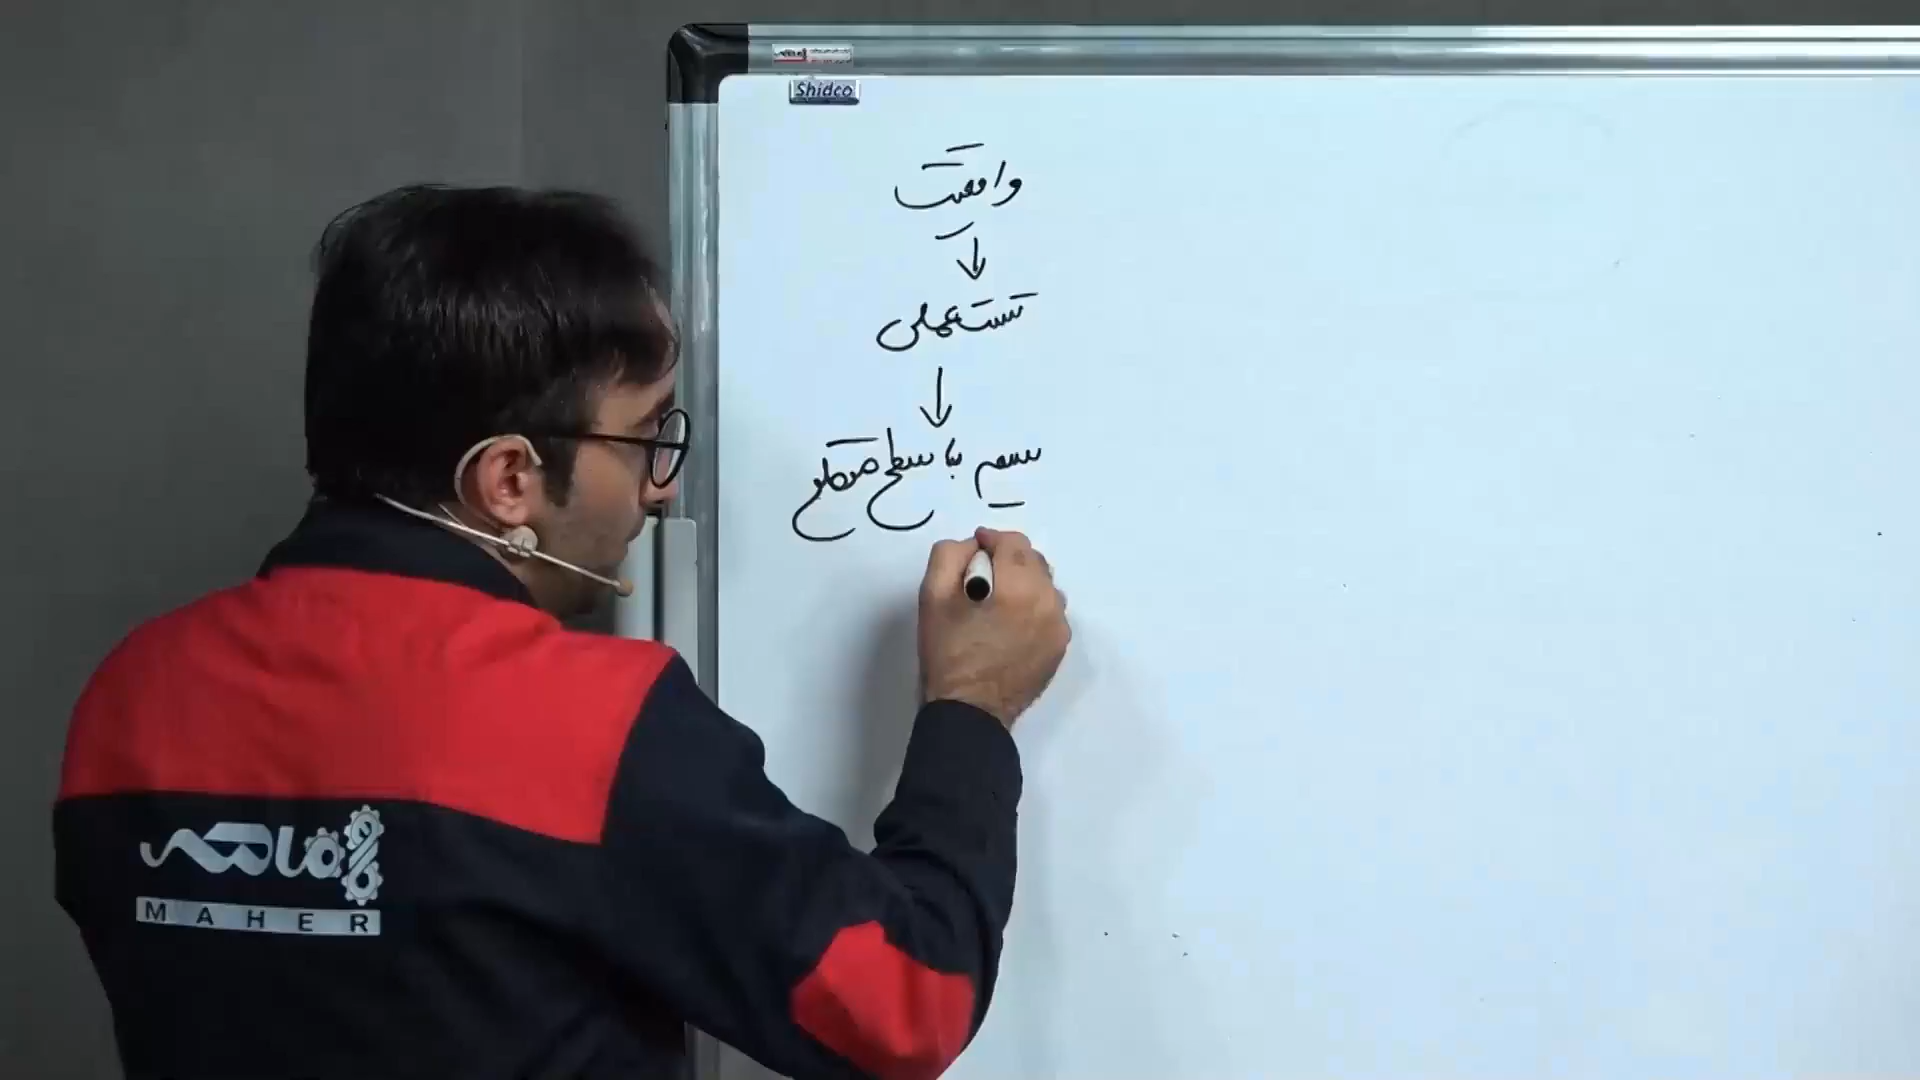 Shidco
واقعیت
تست عملی
سیم با سطح مقطع
ماهر
MAHER